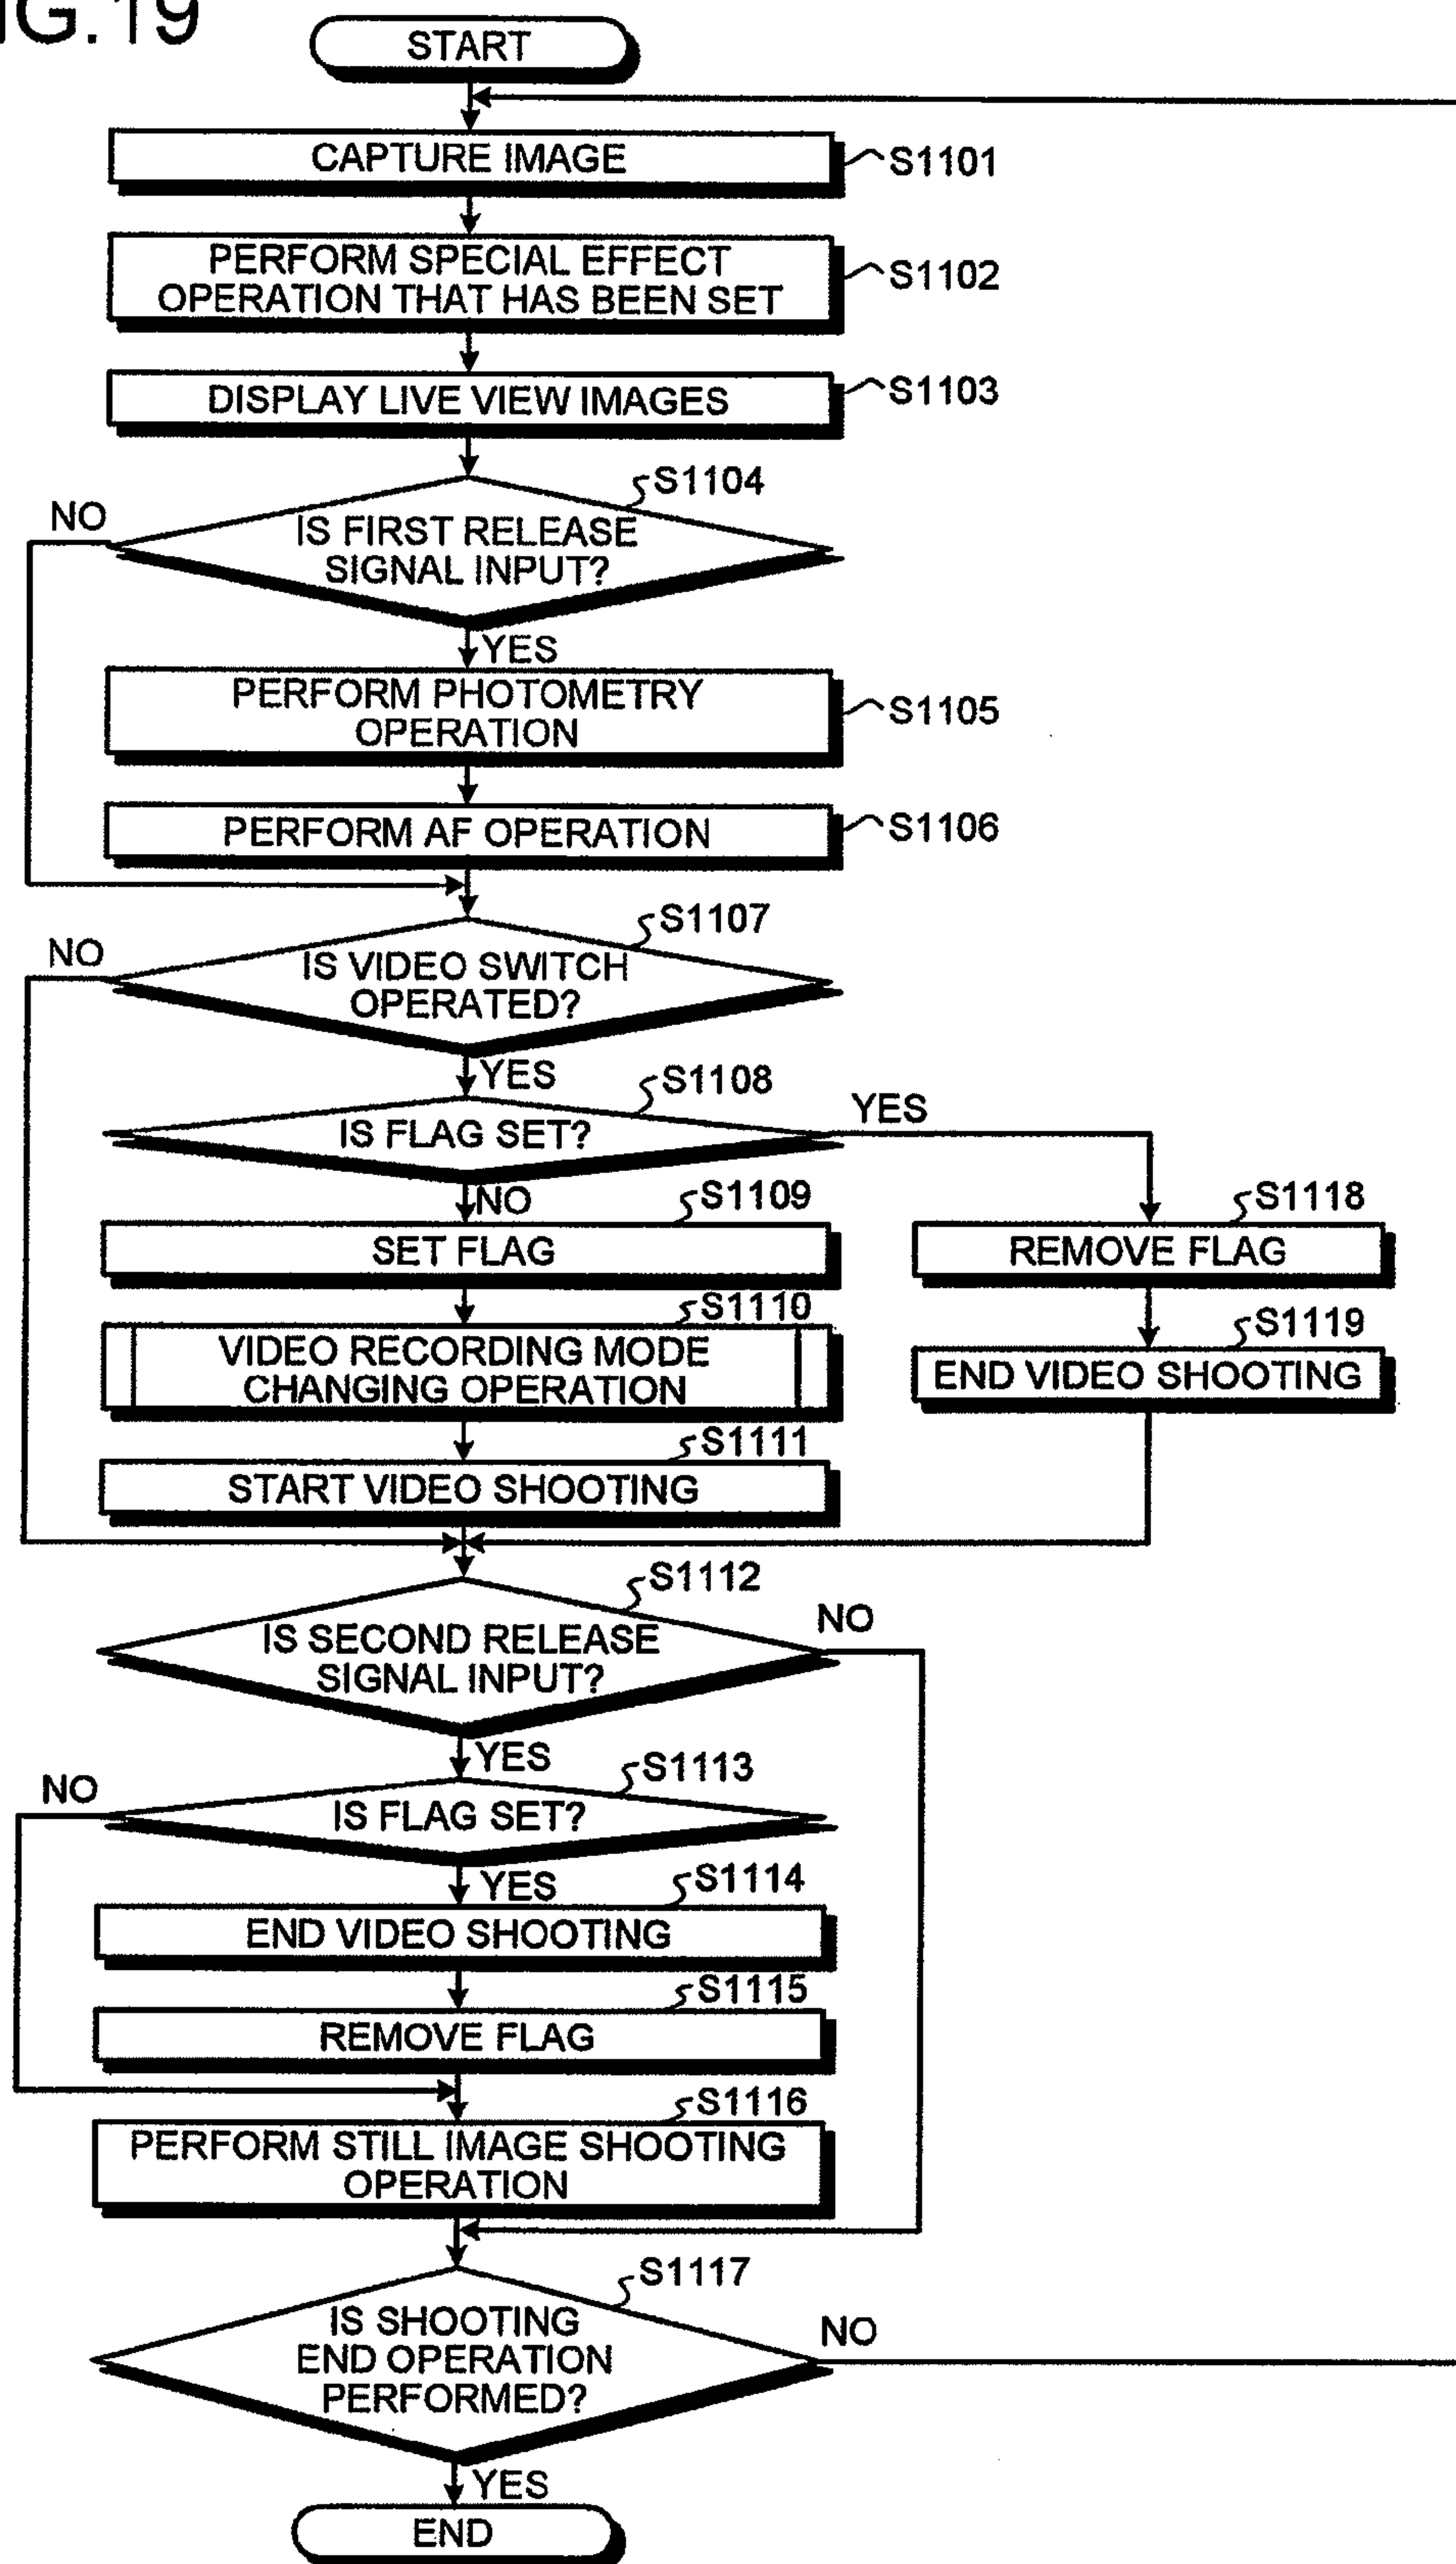 IG.19
START
CAPTURE IMAGE
S1101
PERFORM SPECIAL EFFECT
OPERATION THAT HAS BEEN SET
S1102
DISPLAY LIVE VIEW IMAGES
S1103
S1104
NO
IS FIRST RELEASE
SIGNAL INPUT?
YES
PERFORM PHOTOMETRY
OPERATION
S1105
PERFORM AF OPERATION
S1106
S1107
NO
IS VIDEO SWITCH
OPERATED?
YES
S1108
IS FLAG SET?
YES
NO
S1109
SET FLAG
S1118
REMOVE FLAG
S1110
VIDEO RECORDING MODE
CHANGING OPERATION
S1119
END VIDEO SHOOTING
S1111
START VIDEO SHOOTING
S1112
NO
IS SECOND RELEASE
SIGNAL INPUT?
YES
S1113
NO
IS FLAG SET?
YES
S1114
END VIDEO SHOOTING
S1115
REMOVE FLAG
S1116
PERFORM STILL IMAGE SHOOTING
OPERATION
S1117
IS SHOOTING
END OPERATION
PERFORMED?
NO
YES
END